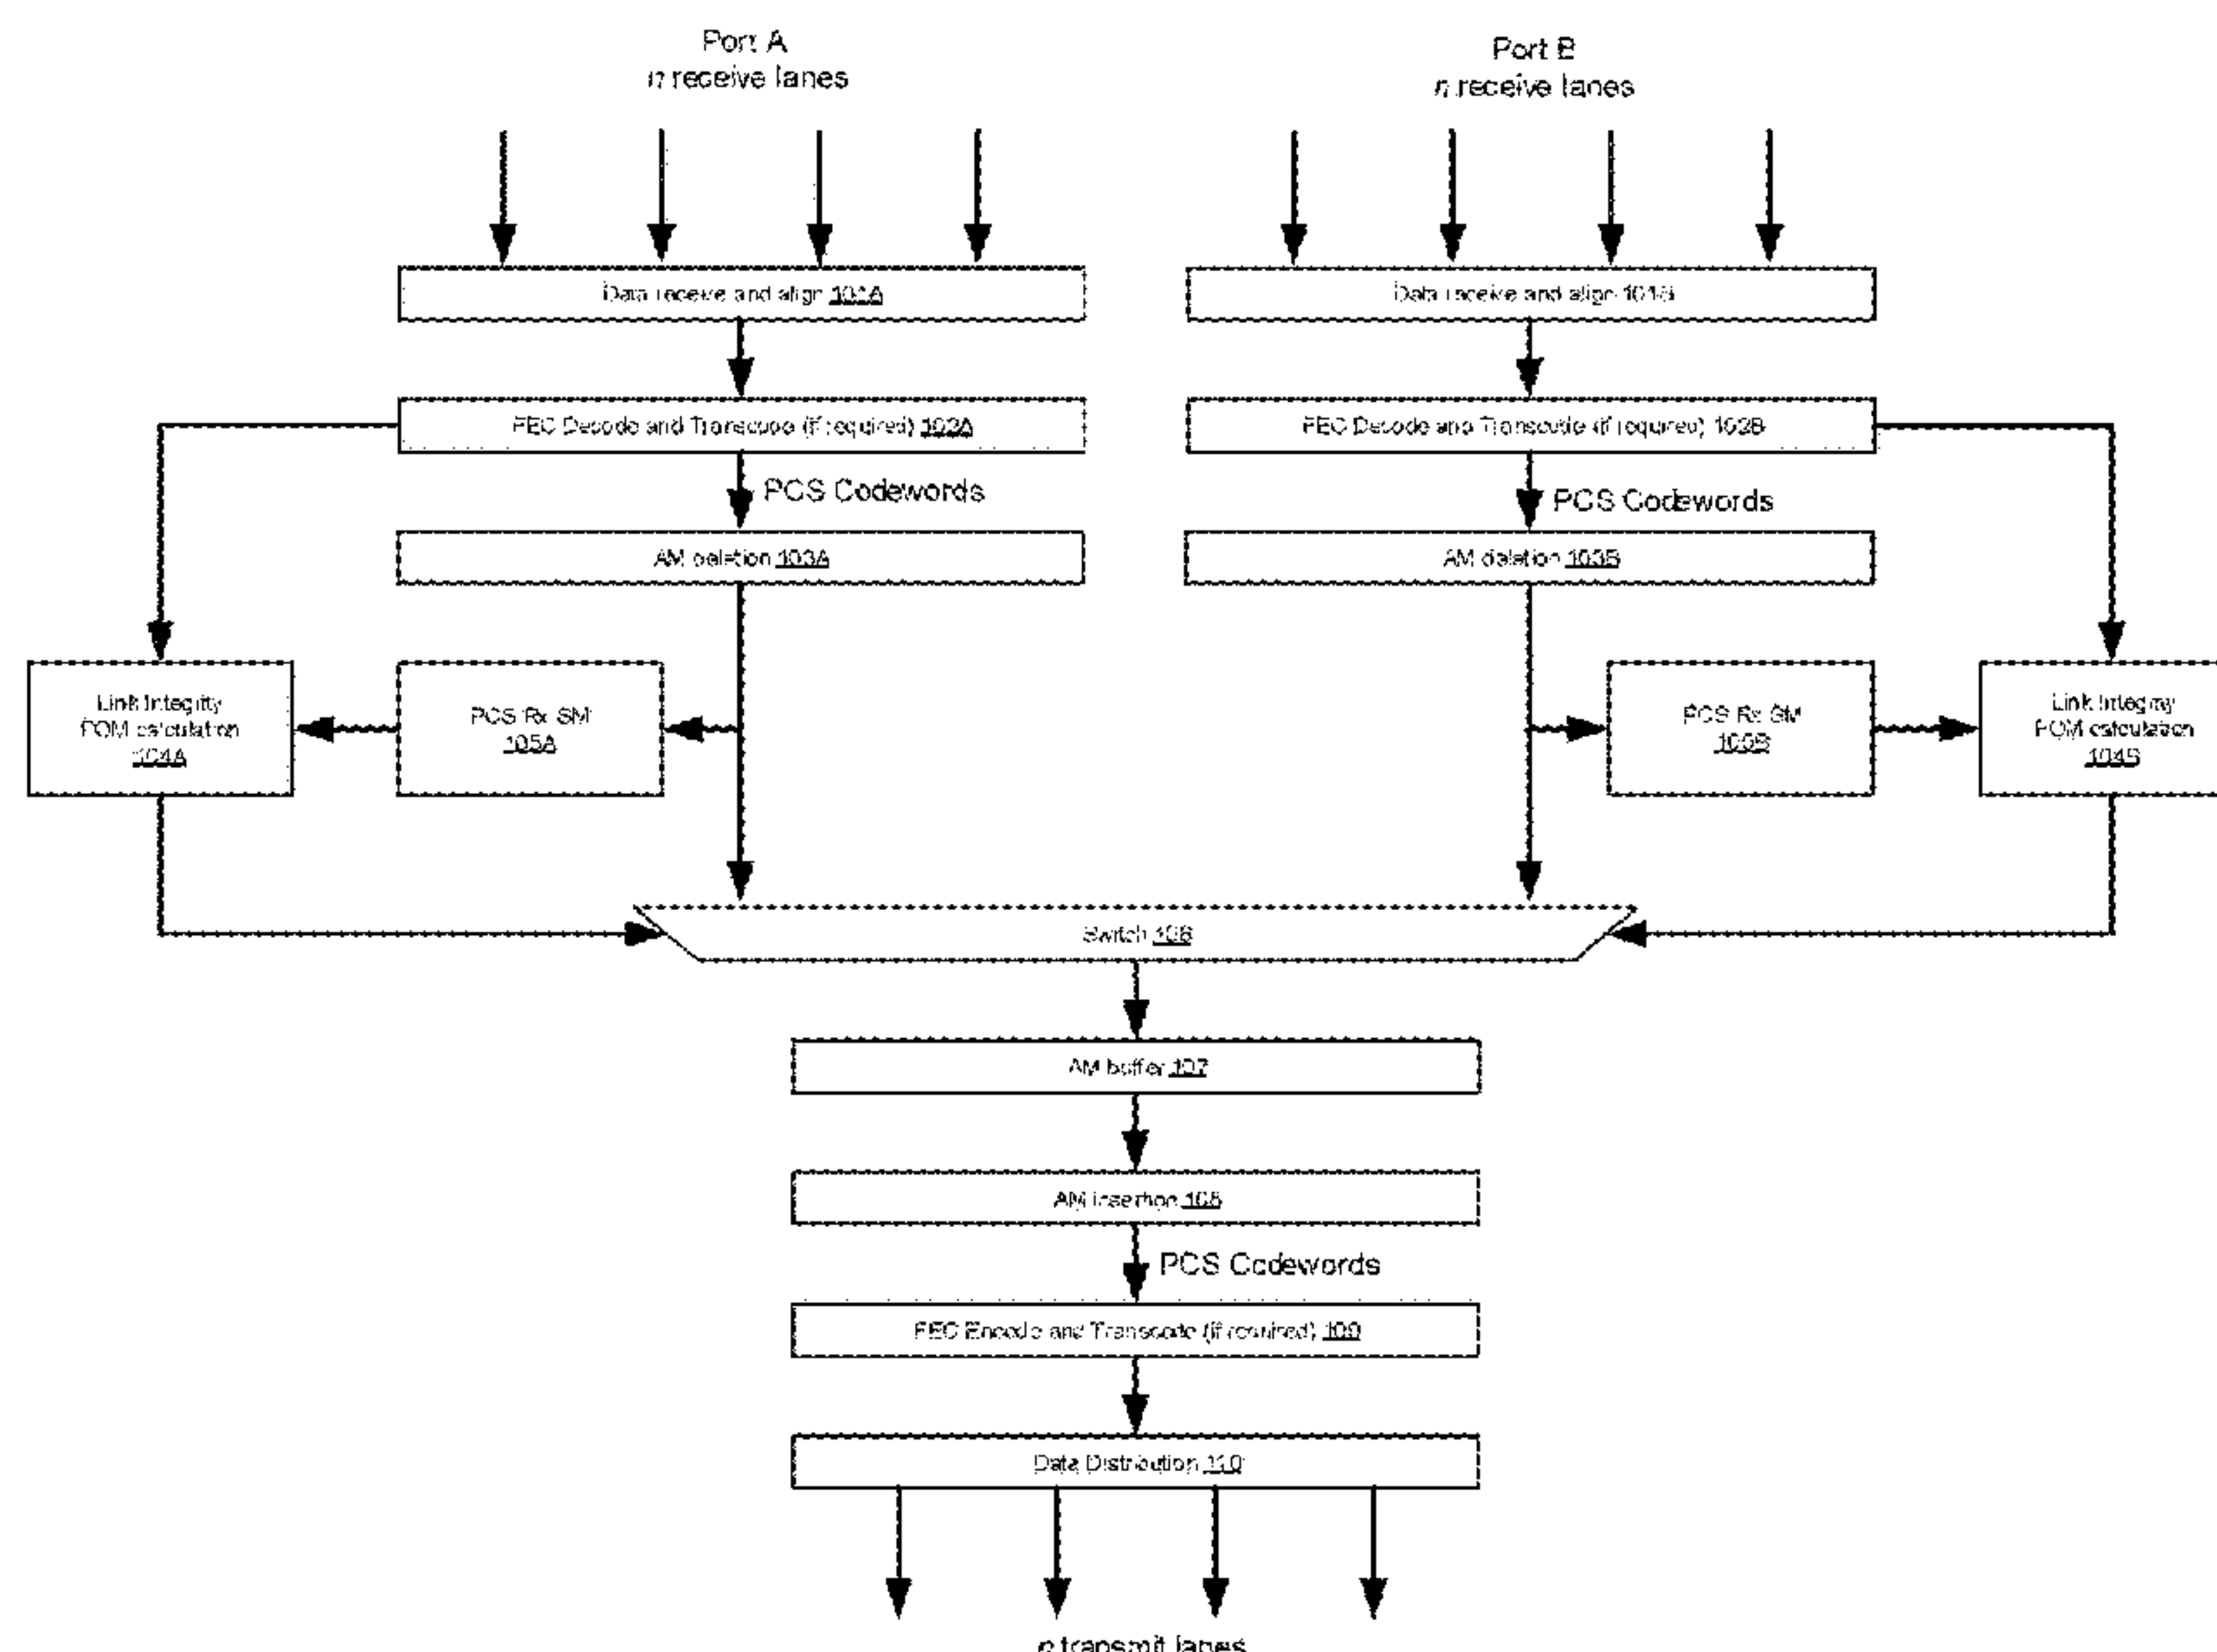 Port A
n receive lanes
Port B
n receive lanes
Data receive and align 101A
Data receive and align 101B
FEC Decode and Transcode (if required) 102A
FEC Decode and Transcode (if required) 102B
PCS Codewords
PCS Codewords
AM deletion 103A
AM deletion 103B
Link Integrity
FOM calculation
104A
PCS Rx SM
105A
PCS Rx SM
105B
Link Integrity
FOM calculation
104B
Switch 106
AM buffer 107
AM insertion 108
PCS Codewords
FEC Encode and Transcode (if required) 109
Data Distribution 110
n transmit lanes